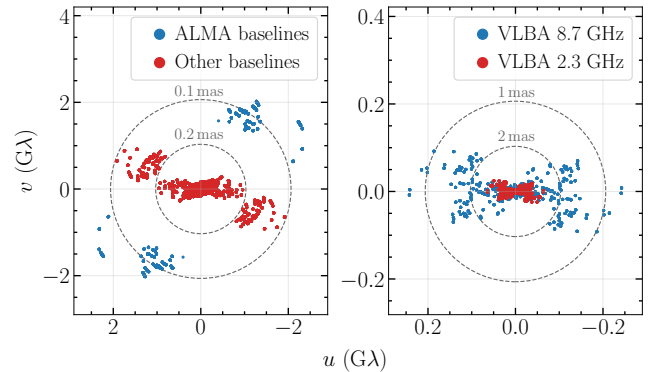 4
2
0
−2
v (Gλ)
ALMA baselines
Other baselines
0.1 mas
0.2 mas
2
0
−2
0.4
0.2
0.0
−0.2
VLBA 8.7 GHz
VLBA 2.3 GHz
1 mas
2 mas
0.2
0.0
−0.2
u (Gλ)